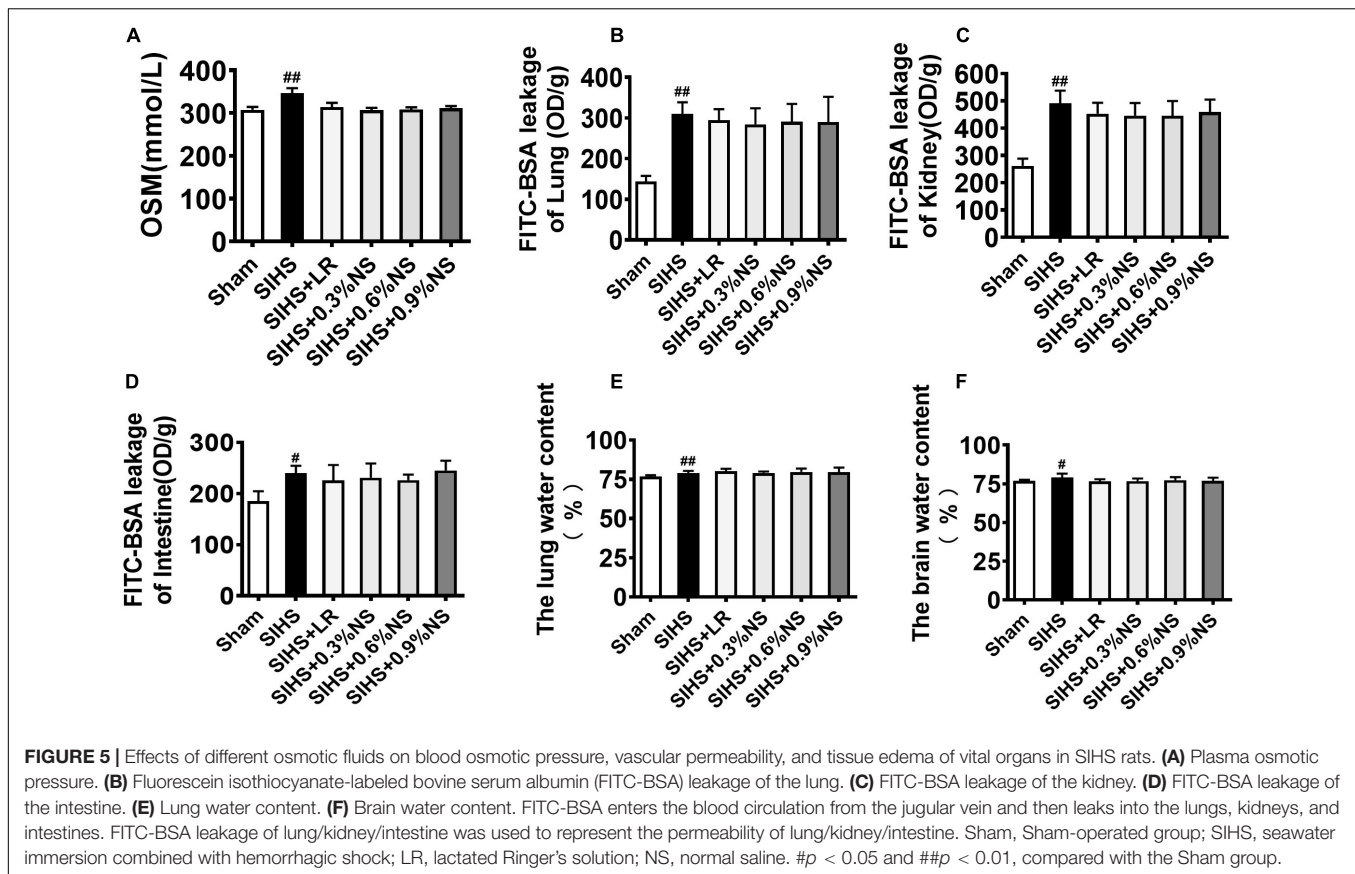 A
OSM(mmol/L)
400
300
200
100
0
##
Sham
SIHS
SIHS+LR
SIHS+0.3%NS
SIHS+0.6%NS
SIHS+0.9%NS
B
FITC-BSA leakage
of Lung (OD/g)
400
300
200
100
0
##
Sham
SIHS
SIHS+LR
SIHS+0.3%NS
SIHS+0.6%NS
SIHS+0.9%NS
C
FITC-BSA leakage
of Kidney(OD/g)
600
500
400
300
200
100
0
##
Sham
SIHS
SIHS+LR
SIHS+0.3%NS
SIHS+0.6%NS
SIHS+0.9%NS
D
FITC-BSA leakage
of Intestine(OD/g)
300
200
100
0
#
Sham
SIHS
SIHS+LR
SIHS+0.3%NS
SIHS+0.6%NS
SIHS+0.9%NS
E
The lung water content
（ %）
100
75
50
25
0
##
Sham
SIHS
SIHS+LR
SIHS+0.3%NS
SIHS+0.6%NS
SIHS+0.9%NS
F
The brain water content
（ %）
100
75
50
25
0
#
Sham
SIHS
SIHS+LR
SIHS+0.3%NS
SIHS+0.6%NS
SIHS+0.9%NS
FIGURE 5 | Effects of different osmotic fluids on blood osmotic pressure, vascular permeability, and tissue edema of vital organs in SIHS rats. (A) Plasma osmotic
pressure. (B) Fluorescein isothiocyanate-labeled bovine serum albumin (FITC-BSA) leakage of the lung. (C) FITC-BSA leakage of the kidney. (D) FITC-BSA leakage of
the intestine. (E) Lung water content. (F) Brain water content. FITC-BSA enters the blood circulation from the jugular vein and then leaks into the lungs, kidneys, and
intestines. FITC-BSA leakage of lung/kidney/intestine was used to represent the permeability of lung/kidney/intestine. Sham, Sham-operated group; SIHS, seawater
immersion combined with hemorrhagic shock; LR, lactated Ringer's solution; NS, normal saline. #p < 0.05 and ##p < 0.01, compared with the Sham group.